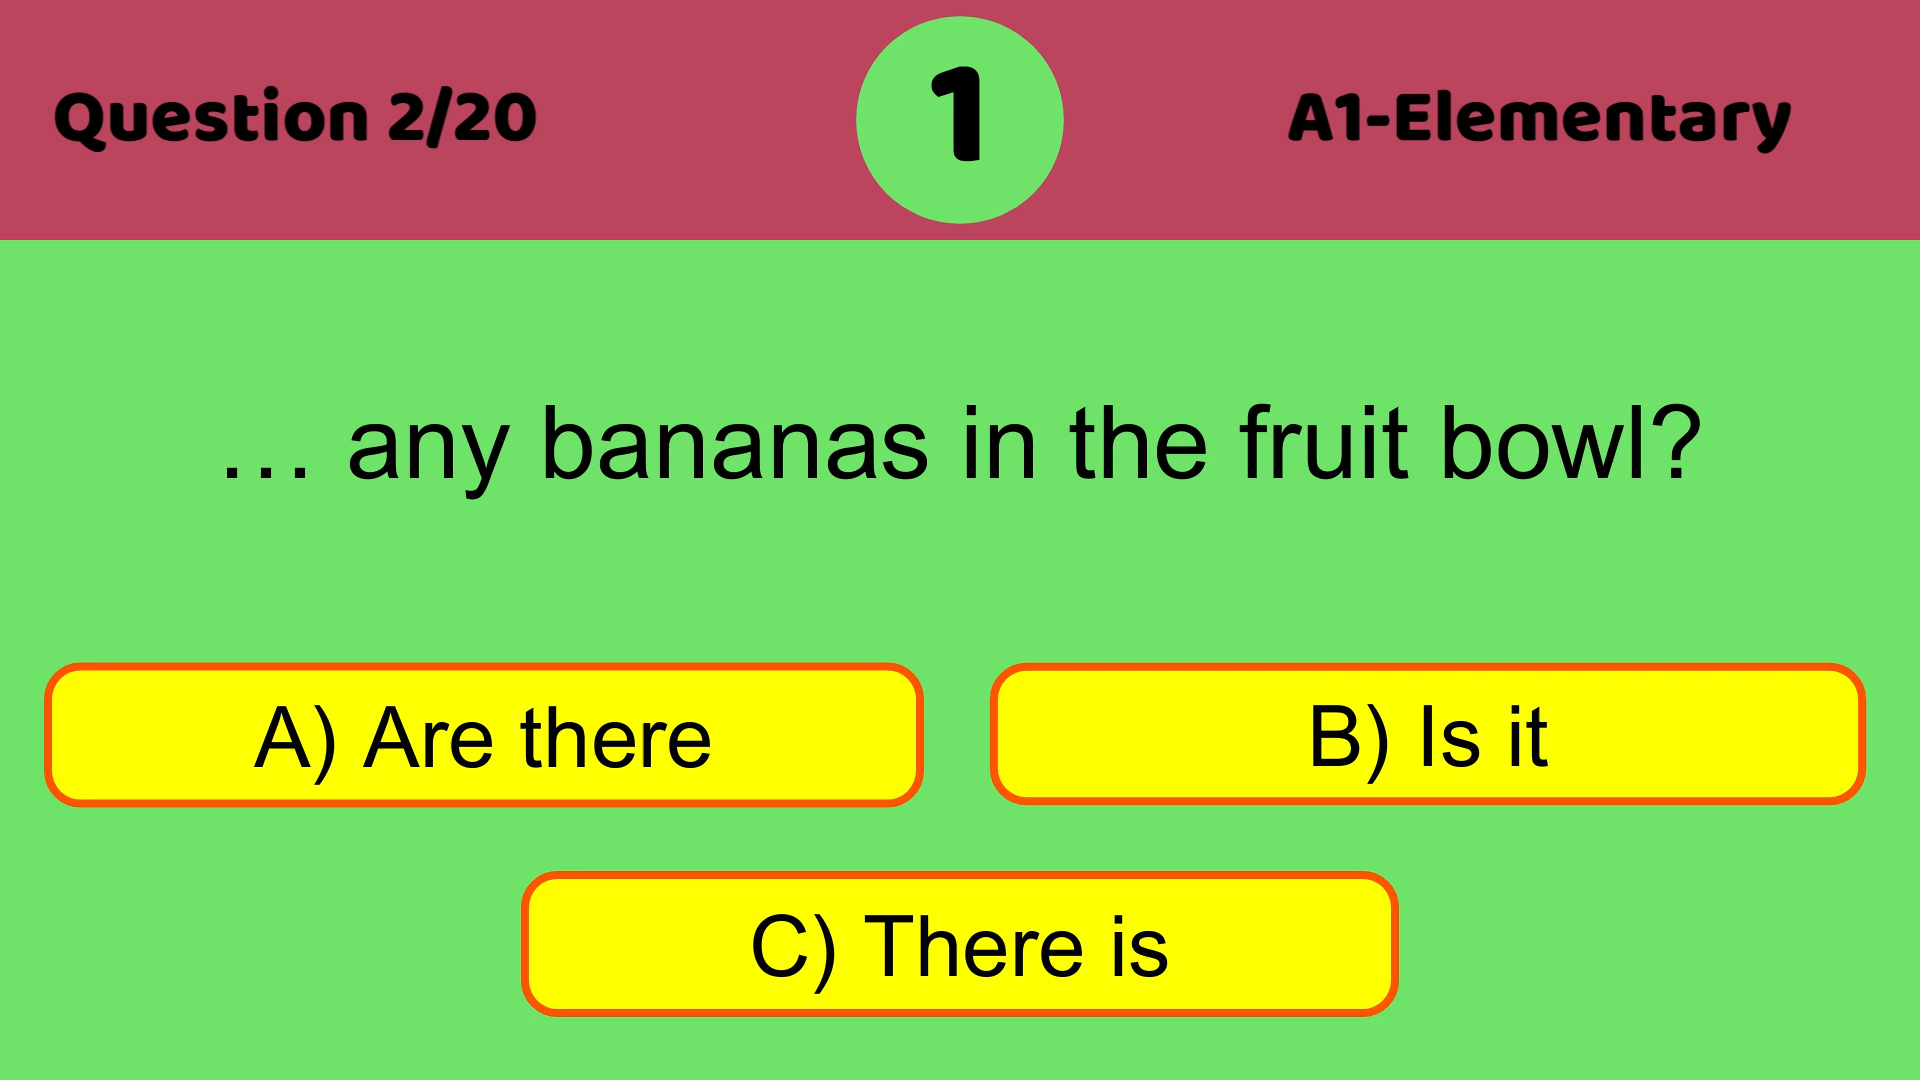 Question 2/20
1
A1-Elementary
… any bananas in the fruit bowl?
A) Are there
B) Is it
C) There is